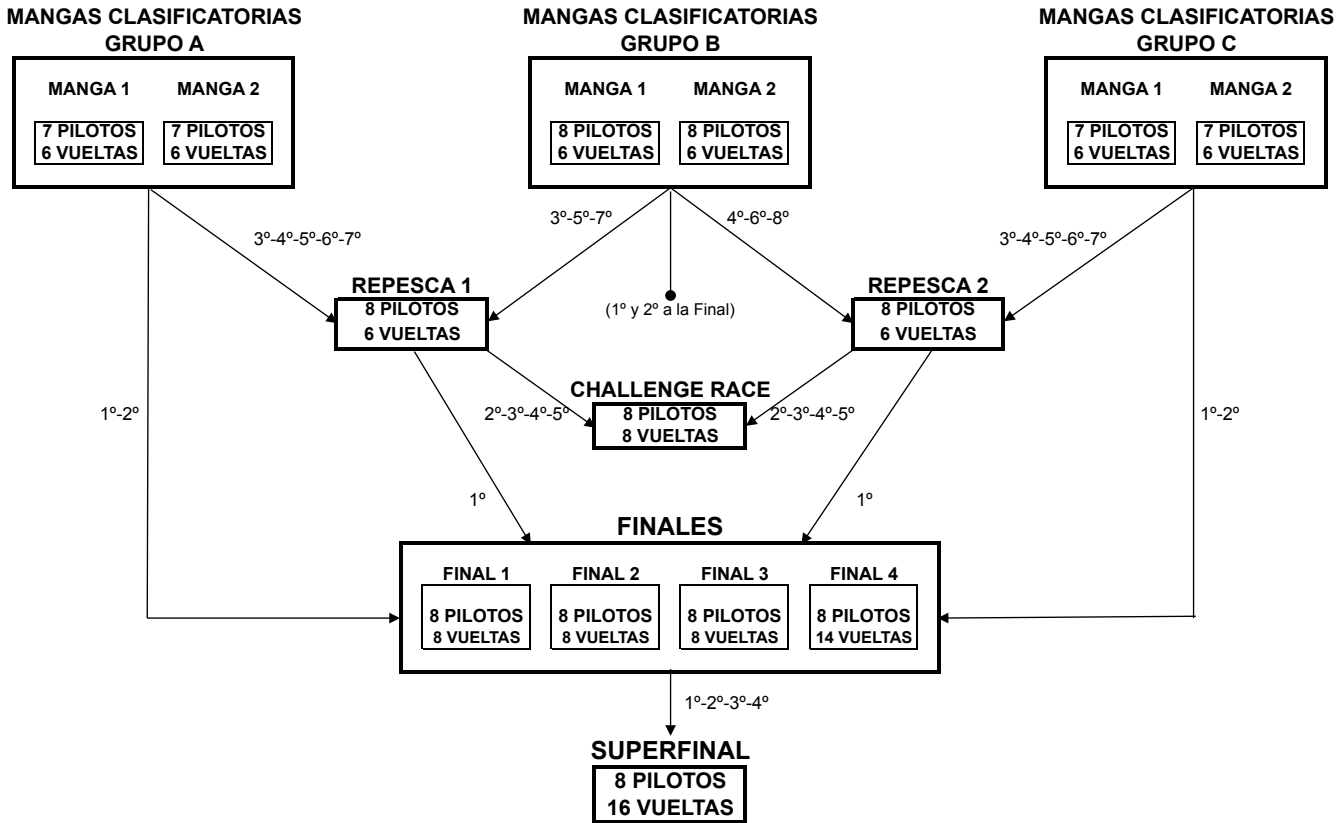 MANGAS CLASIFICATORIAS
GRUPO A
MANGA 1
MANGA 2
7 PILOTOS
6 VUELTAS
7 PILOTOS
6 VUELTAS
MANGAS CLASIFICATORIAS
GRUPO B
MANGA 1
MANGA 2
8 PILOTOS
6 VUELTAS
8 PILOTOS
6 VUELTAS
MANGAS CLASIFICATORIAS
GRUPO C
MANGA 1
MANGA 2
7 PILOTOS
6 VUELTAS
7 PILOTOS
6 VUELTAS
3º-4º-5º-6º-7º
3º-5º-7º
4º-6º-8º
3º-4º-5º-6º-7º
REPESCA 1
8 PILOTOS
6 VUELTAS
(1º y 2º a la Final)
REPESCA 2
8 PILOTOS
6 VUELTAS
1º-2º
2º-3º-4º-5º
CHALLENGE RACE
8 PILOTOS
8 VUELTAS
2º-3º-4º-5º
1º-2º
1º
1º
FINALES
FINAL 1
8 PILOTOS
8 VUELTAS
FINAL 2
8 PILOTOS
8 VUELTAS
FINAL 3
8 PILOTOS
8 VUELTAS
FINAL 4
8 PILOTOS
14 VUELTAS
1º-2º-3º-4º
SUPERFINAL
8 PILOTOS
16 VUELTAS